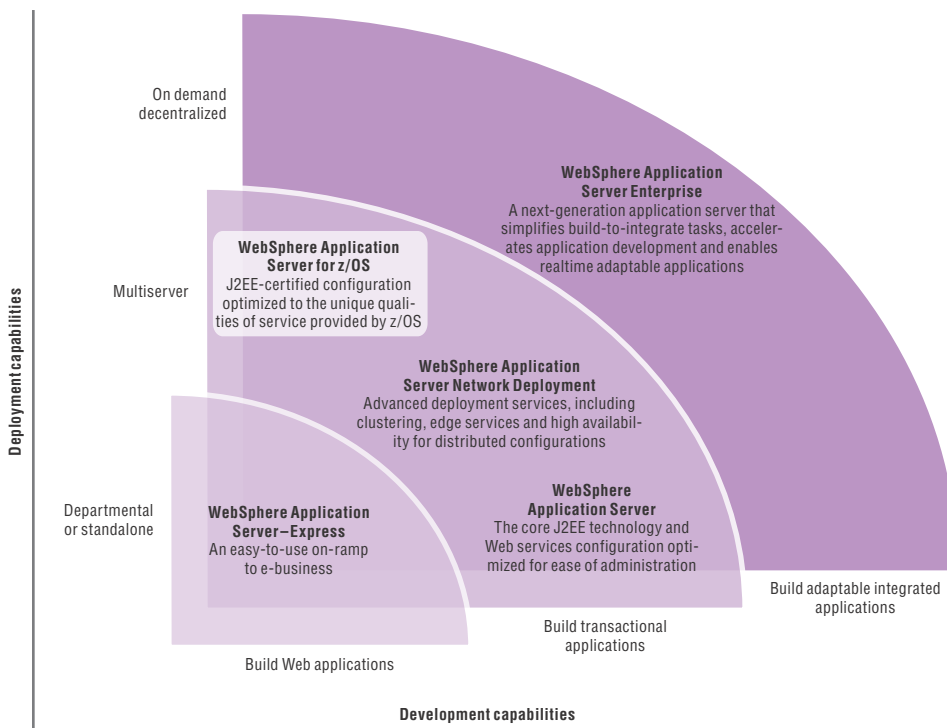 On demand
decentralized
WebSphere Application
Server Enterprise
A next-generation application server that
simplifies build-to-integrate tasks, acceler-
ates application development and enables
realtime adaptable applications
WebSphere Application
Server for z/OS
J2EE-certified configuration
optimized to the unique quali-
ties of service provided by z/OS
Multiserver
Deployment capabilities
WebSphere Application
Server Network Deployment
Advanced deployment services, including
clustering, edge services and high availabil-
ity for distributed configurations
Departmental
or standalone
WebSphere Application
Server–Express
An easy-to-use on-ramp
to e-business
WebSphere
Application Server
The core J2EE technology and
Web services configuration opti-
mized for ease of administration
Build adaptable integrated
applications
Build transactional
applications
Build Web applications
Development capabilities